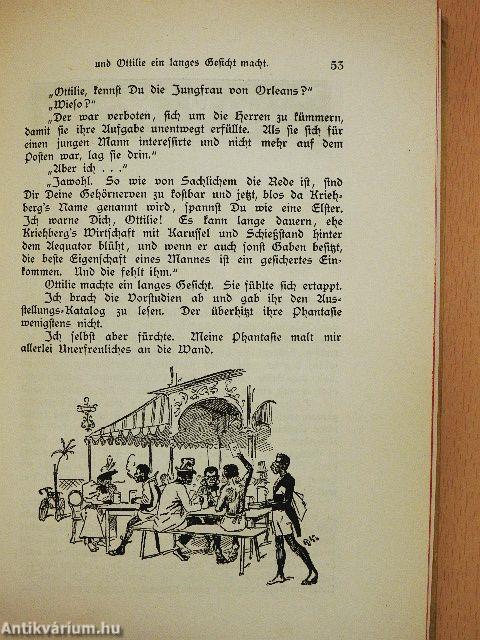 und Ottilie ein langes Gesicht macht. 53
„Ottilie, kennst Du die Jungfrau von Orleans?“
„Wieso?“
„Der war verboten, sich um die Herren zu kümmern,
damit sie ihre Aufgabe unentwegt erfüllte. Als sie sich für
einen jungen Mann interessirte und nicht mehr auf dem
Posten war, lag sie drin.“
„Aber ich . . .“
„Jawohl. So wie von Sachlichem die Rede ist, sind
Dir Deine Gehörnerven zu kostbar und jetzt, blos da Krieh-
berg's Name genannt wird, spannst Du wie eine Elster.
Ich warne Dich, Ottilie! Es kann lange dauern, ehe
Kriehberg's Wirtschaft mit Karussel und Schießstand hinter
dem Aequator blüht, und wenn er auch sonst Gaben besitzt,
die beste Eigenschaft eines Mannes ist ein gesichertes Ein-
kommen. Und die fehlt ihm.“
Ottilie machte ein langes Gesicht. Sie fühlte sich ertappt.
Ich brach die Vorstudien ab und gab ihr den Aus-
stellungs-Katalog zu lesen. Der überhitzt ihre Phantasie
wenigstens nicht.
Ich selbst aber fürchte. Meine Phantasie malt mir
allerlei Unerfreuliches an die Wand.
Antikvárium.hu